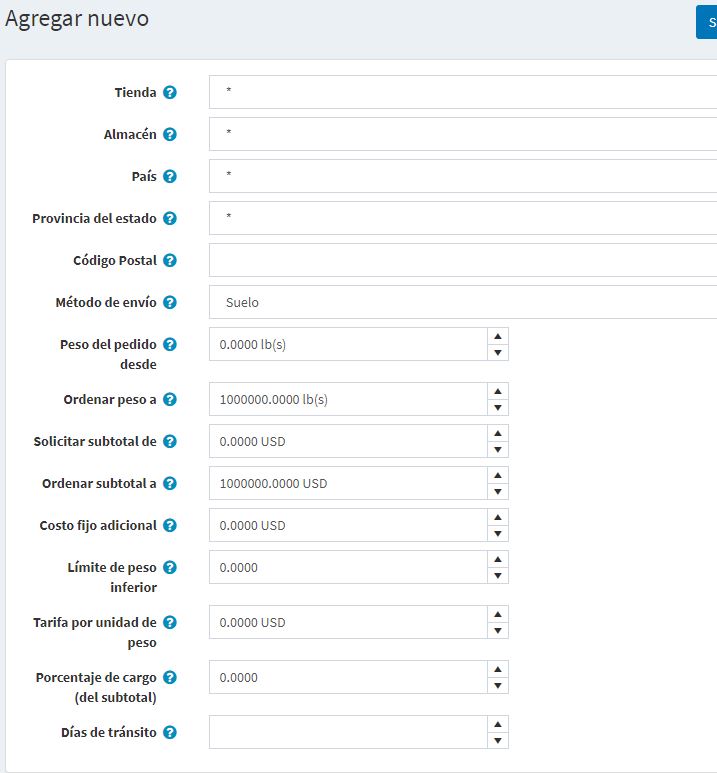 Agregar nuevo
S
Tienda ? *
Almacén ? *
País ? *
Provincia del estado ? *
Código Postal ?
Método de envío ? Suelo
Peso del pedido ? 0.0000 lb(s)
desde
Ordenar peso a ? 1000000.0000 lb(s)
Solicitar subtotal de ? 0.0000 USD
Ordenar subtotal a ? 1000000.0000 USD
Costo fijo adicional ? 0.0000 USD
Límite de peso ? 0.0000
inferior
Tarifa por unidad de ? 0.0000 USD
peso
Porcentaje de cargo ? 0.0000
(del subtotal)
Días de tránsito ?